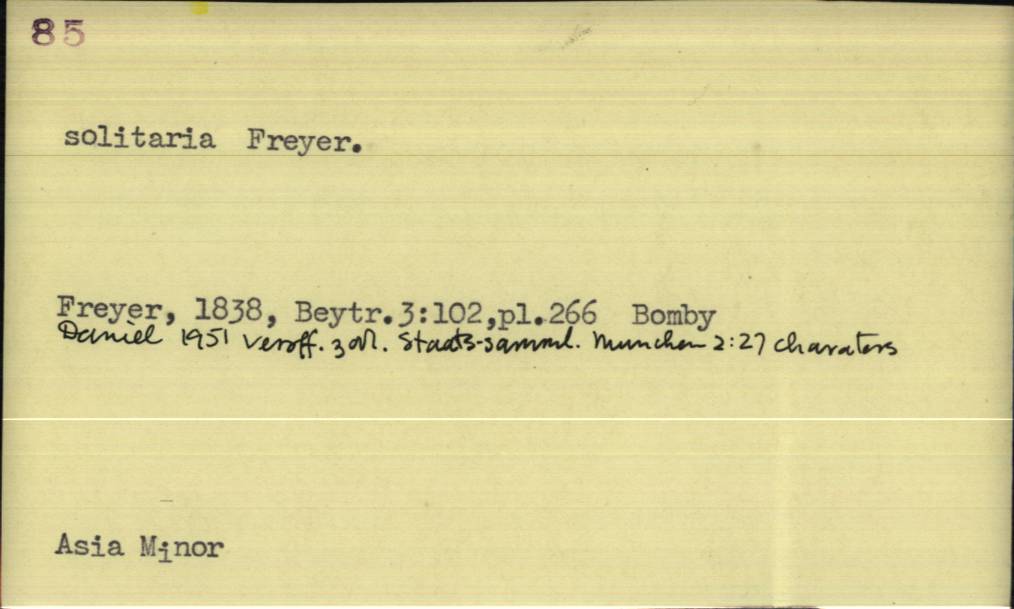 85
solitaria Freyer.
Freyer, 1838, Beytr.3:102,pl.266 Bomby
Daniel 1951 Veroff. zool. Staats-samml. Munchen 2:27 charaters
Asia Minor